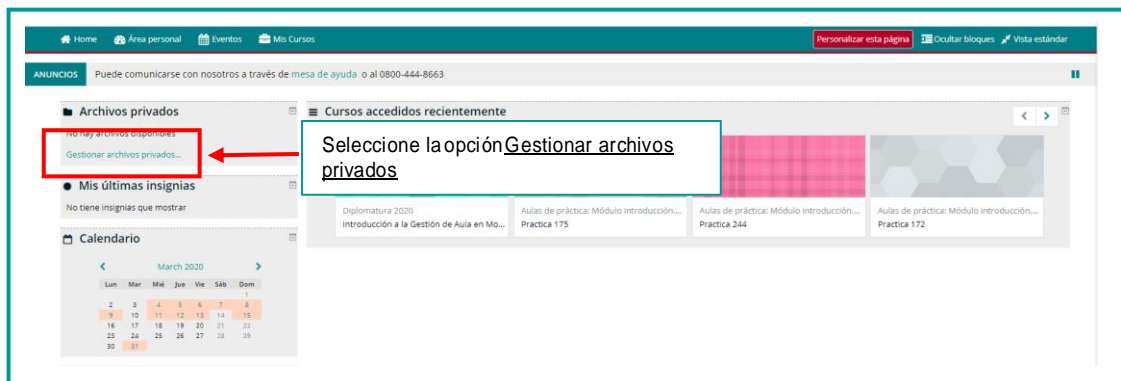 Home Área personal Eventos Mis Cursos Personalizar esta página Ocultar bloques Vista estándar
ANUNCIOS Puede comunicarse con nosotros a través de mesa de ayuda o al 0800-444-8663
Archivos privados
No hay archivos disponibles
Gestionar archivos privados...
Mis últimas insignias
No tiene insignias que mostrar
Calendario
March 2020
Lun Mar Mié Jue Vie Sáb Dom
1
2 3 4 5 6 7 8
9 10 11 12 13 14 15
16 17 18 19 20 21 22
23 24 25 26 27 28 29
30 31
Cursos accedidos recientemente
Seleccione la opción Gestionar archivos
privados
Diplomatura 2020
Introducción a la Gestión de Aula en Mo...
Aulas de práctica: Módulo introducción....
Practica 175
Aulas de práctica: Módulo introducción....
Practica 244
Aulas de práctica: Módulo introducción....
Practica 172